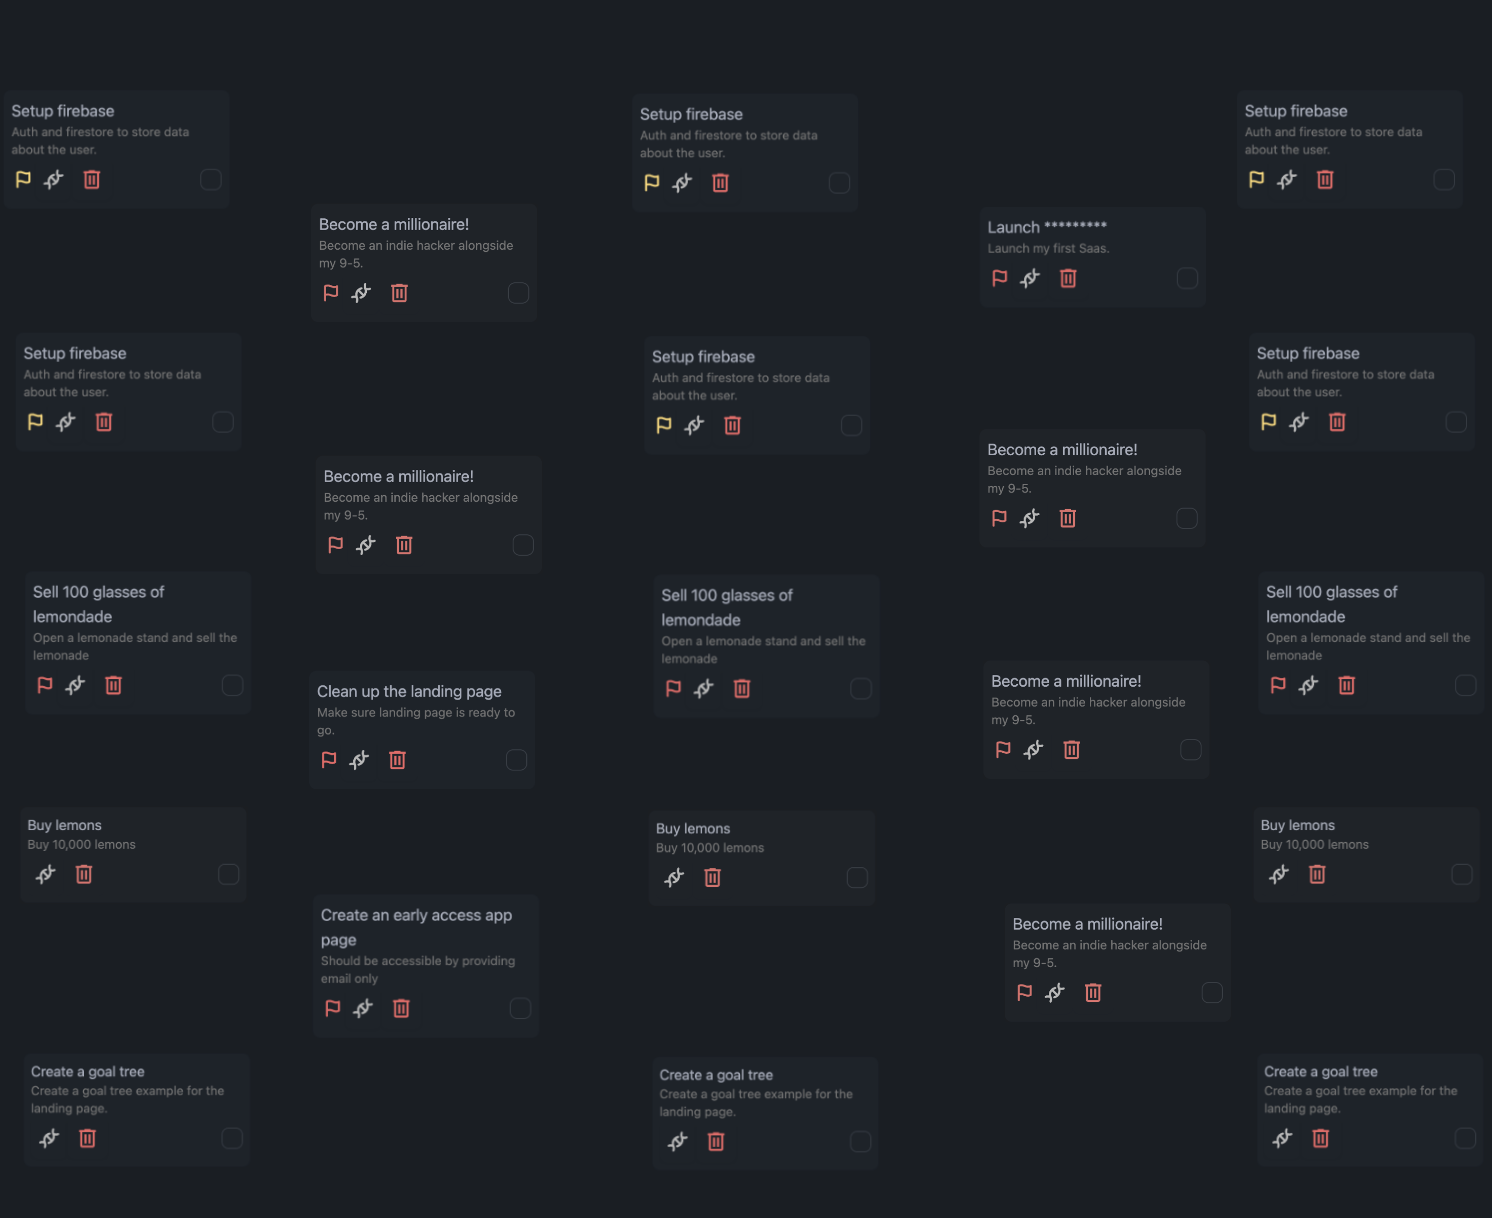 Setup firebase
Auth and firestore to store data
about the user.
Setup firebase
Auth and firestore to store data
about the user.
Sell 100 glasses of
lemondade
Open a lemonade stand and sell the
lemonade
Buy lemons
Buy 10,000 lemons
Create a goal tree
Create a goal tree example for the
landing page.
Become a millionaire!
Become an indie hacker alongside
my 9-5.
Become a millionaire!
Become an indie hacker alongside
my 9-5.
Clean up the landing page
Make sure landing page is ready to
go.
Create an early access app
page
Should be accessible by providing
email only
Setup firebase
Auth and firestore to store data
about the user.
Setup firebase
Auth and firestore to store data
about the user.
Sell 100 glasses of
lemondade
Open a lemonade stand and sell the
lemonade
Buy lemons
Buy 10,000 lemons
Create a goal tree
Create a goal tree example for the
landing page.
Launch *********
Launch my first Saas.
Become a millionaire!
Become an indie hacker alongside
my 9-5.
Become a millionaire!
Become an indie hacker alongside
my 9-5.
Become a millionaire!
Become an indie hacker alongside
my 9-5.
Setup firebase
Auth and firestore to store data
about the user.
Setup firebase
Auth and firestore to store data
about the user.
Sell 100 glasses of
lemondade
Open a lemonade stand and sell the
lemonade
Buy lemons
Buy 10,000 lemons
Create a goal tree
Create a goal tree example for the
landing page.